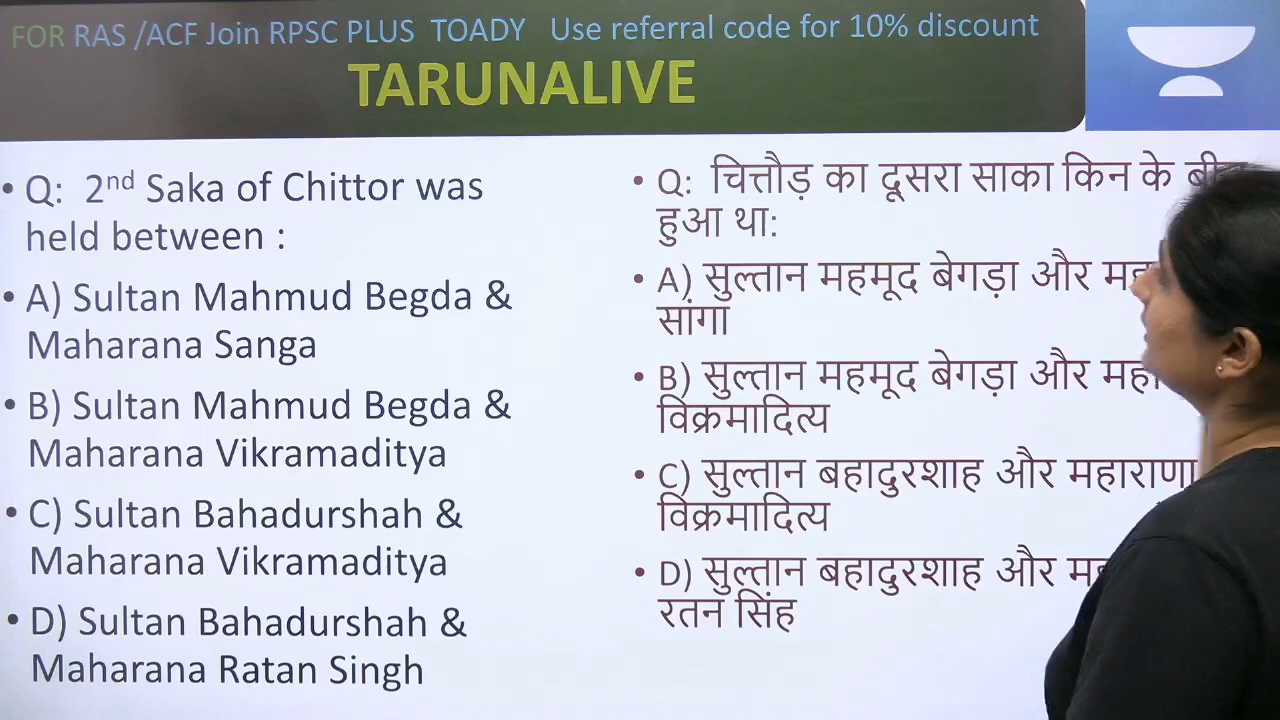 FOR RAS /ACF Join RPSC PLUS TOADY Use referral code for 10% discount
TARUNALIVE
• Q: 2nd Saka of Chittor was
held between :
• A) Sultan Mahmud Begda &
Maharana Sanga
• B) Sultan Mahmud Begda &
Maharana Vikramaditya
• C) Sultan Bahadurshah &
Maharana Vikramaditya
• D) Sultan Bahadurshah &
Maharana Ratan Singh
• Q: चित्तौड़ का दूसरा साका किन के
हुआ था:
• A) सुल्तान महमूद बेगड़ा और
सांगा
• B) सुल्तान महमूद बेगड़ा और
विक्रमादित्य
• C) सुल्तान बहादुरशाह और महाराणा
विक्रमादित्य
• D) सुल्तान बहादुरशाह और
रतन सिंह